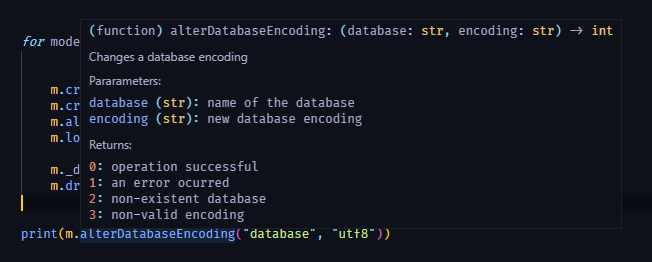 (function) alterDatabaseEncoding: (database: str, encoding: str) -> int
for mode
Changes a database encoding
Pararameters:
m.cr
database (str): name of the database
m.cr
encoding (str): new database encoding
m.al
m.lo
Returns:
0: operation successful
m._d
1: an error ocurred
m.dr
2: non-existent database
3: non-valid encoding
print(m.alterDatabaseEncoding("database", "utf8"))